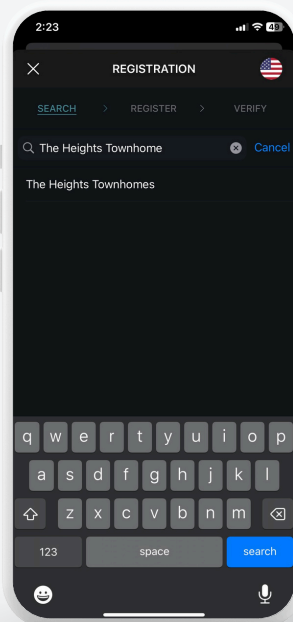 2:23
49
REGISTRATION
SEARCH > REGISTER > VERIFY
The Heights Townhome
Cancel
The Heights Townhomes
q w e r t y u i o p
a s d f g h j k l
z x c v b n m
123 space search